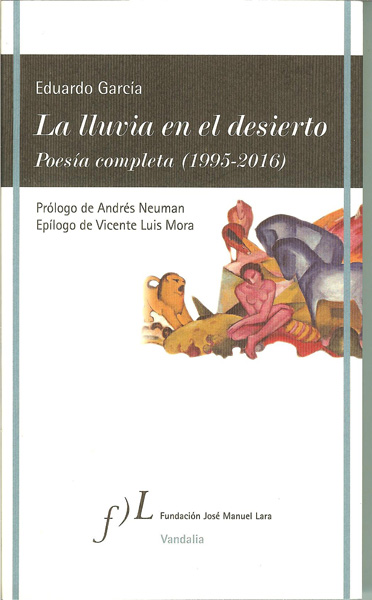 Eduardo García
La lluvia en el desierto
Poesía completa (1995-2016)
Prólogo de Andrés Neuman
Epílogo de Vicente Luis Mora
f)L Fundación José Manuel Lara
Vandalia